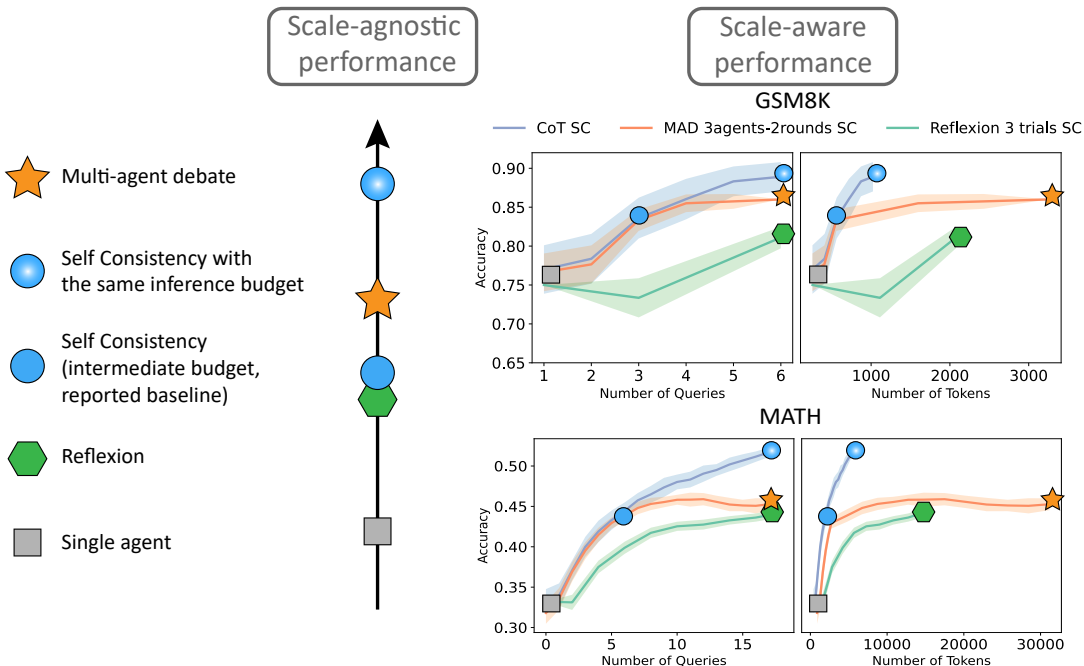 Scale-agnostic
performance
Scale-aware
performance
Multi-agent debate
Self Consistency with
the same inference budget
Self Consistency
(intermediate budget,
reported baseline)
Reflexion
Single agent
GSM8K
CoT SC
MAD 3agents-2rounds SC
Reflexion 3 trials SC
Accuracy
0.90
0.85
0.80
0.75
0.70
0.65
1 2 3 4 5 6
Number of Queries
1000 2000 3000
Number of Tokens
MATH
Accuracy
0.50
0.45
0.40
0.35
0.30
0 5 10 15
Number of Queries
0 10000 20000 30000
Number of Tokens